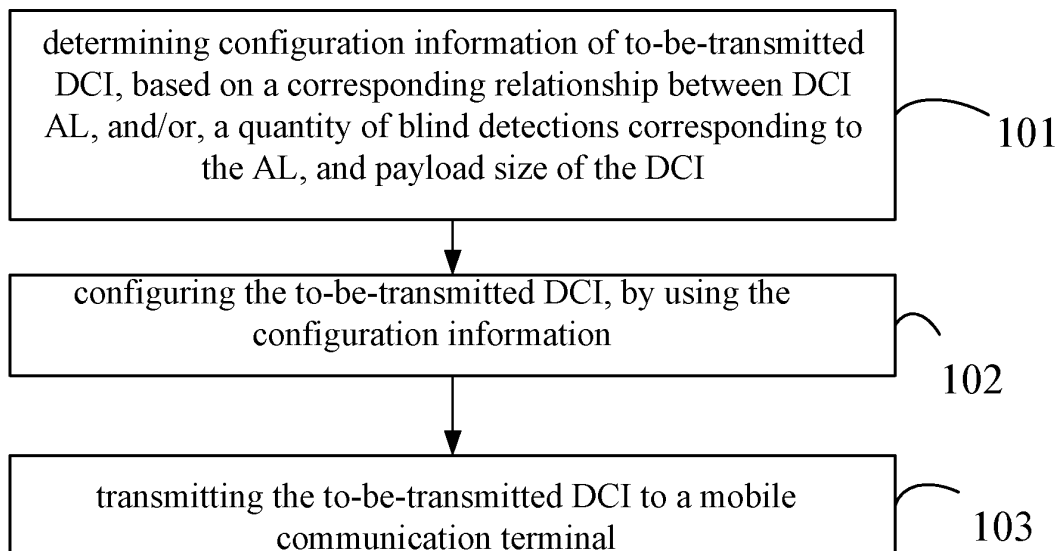 determining configuration information of to-be-transmitted
DCI, based on a corresponding relationship between DCI
AL, and/or, a quantity of blind detections corresponding to
the AL, and payload size of the DCI
101
configuring the to-be-transmitted DCI, by using the
configuration information
102
transmitting the to-be-transmitted DCI to a mobile
communication terminal
103